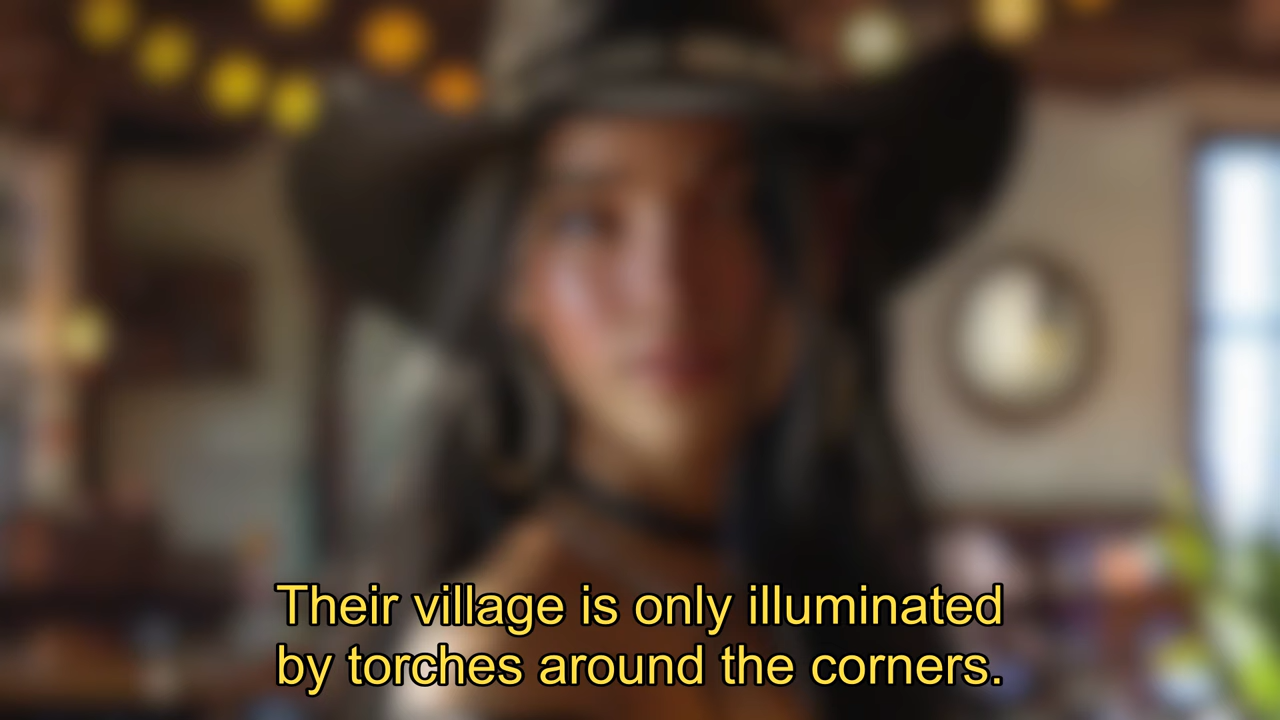 Their village is only illuminated
by torches around the corners.